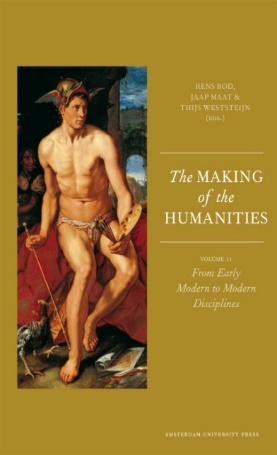 RENS BOD,
JAAP MAAT &
THIJS WESTSTEIJN
(EDS.)
The MAKING
of the
HUMANITIES
VOLUME II
From Early
Modern to Modern
Disciplines
AMSTERDAM UNIVERSITY PRESS